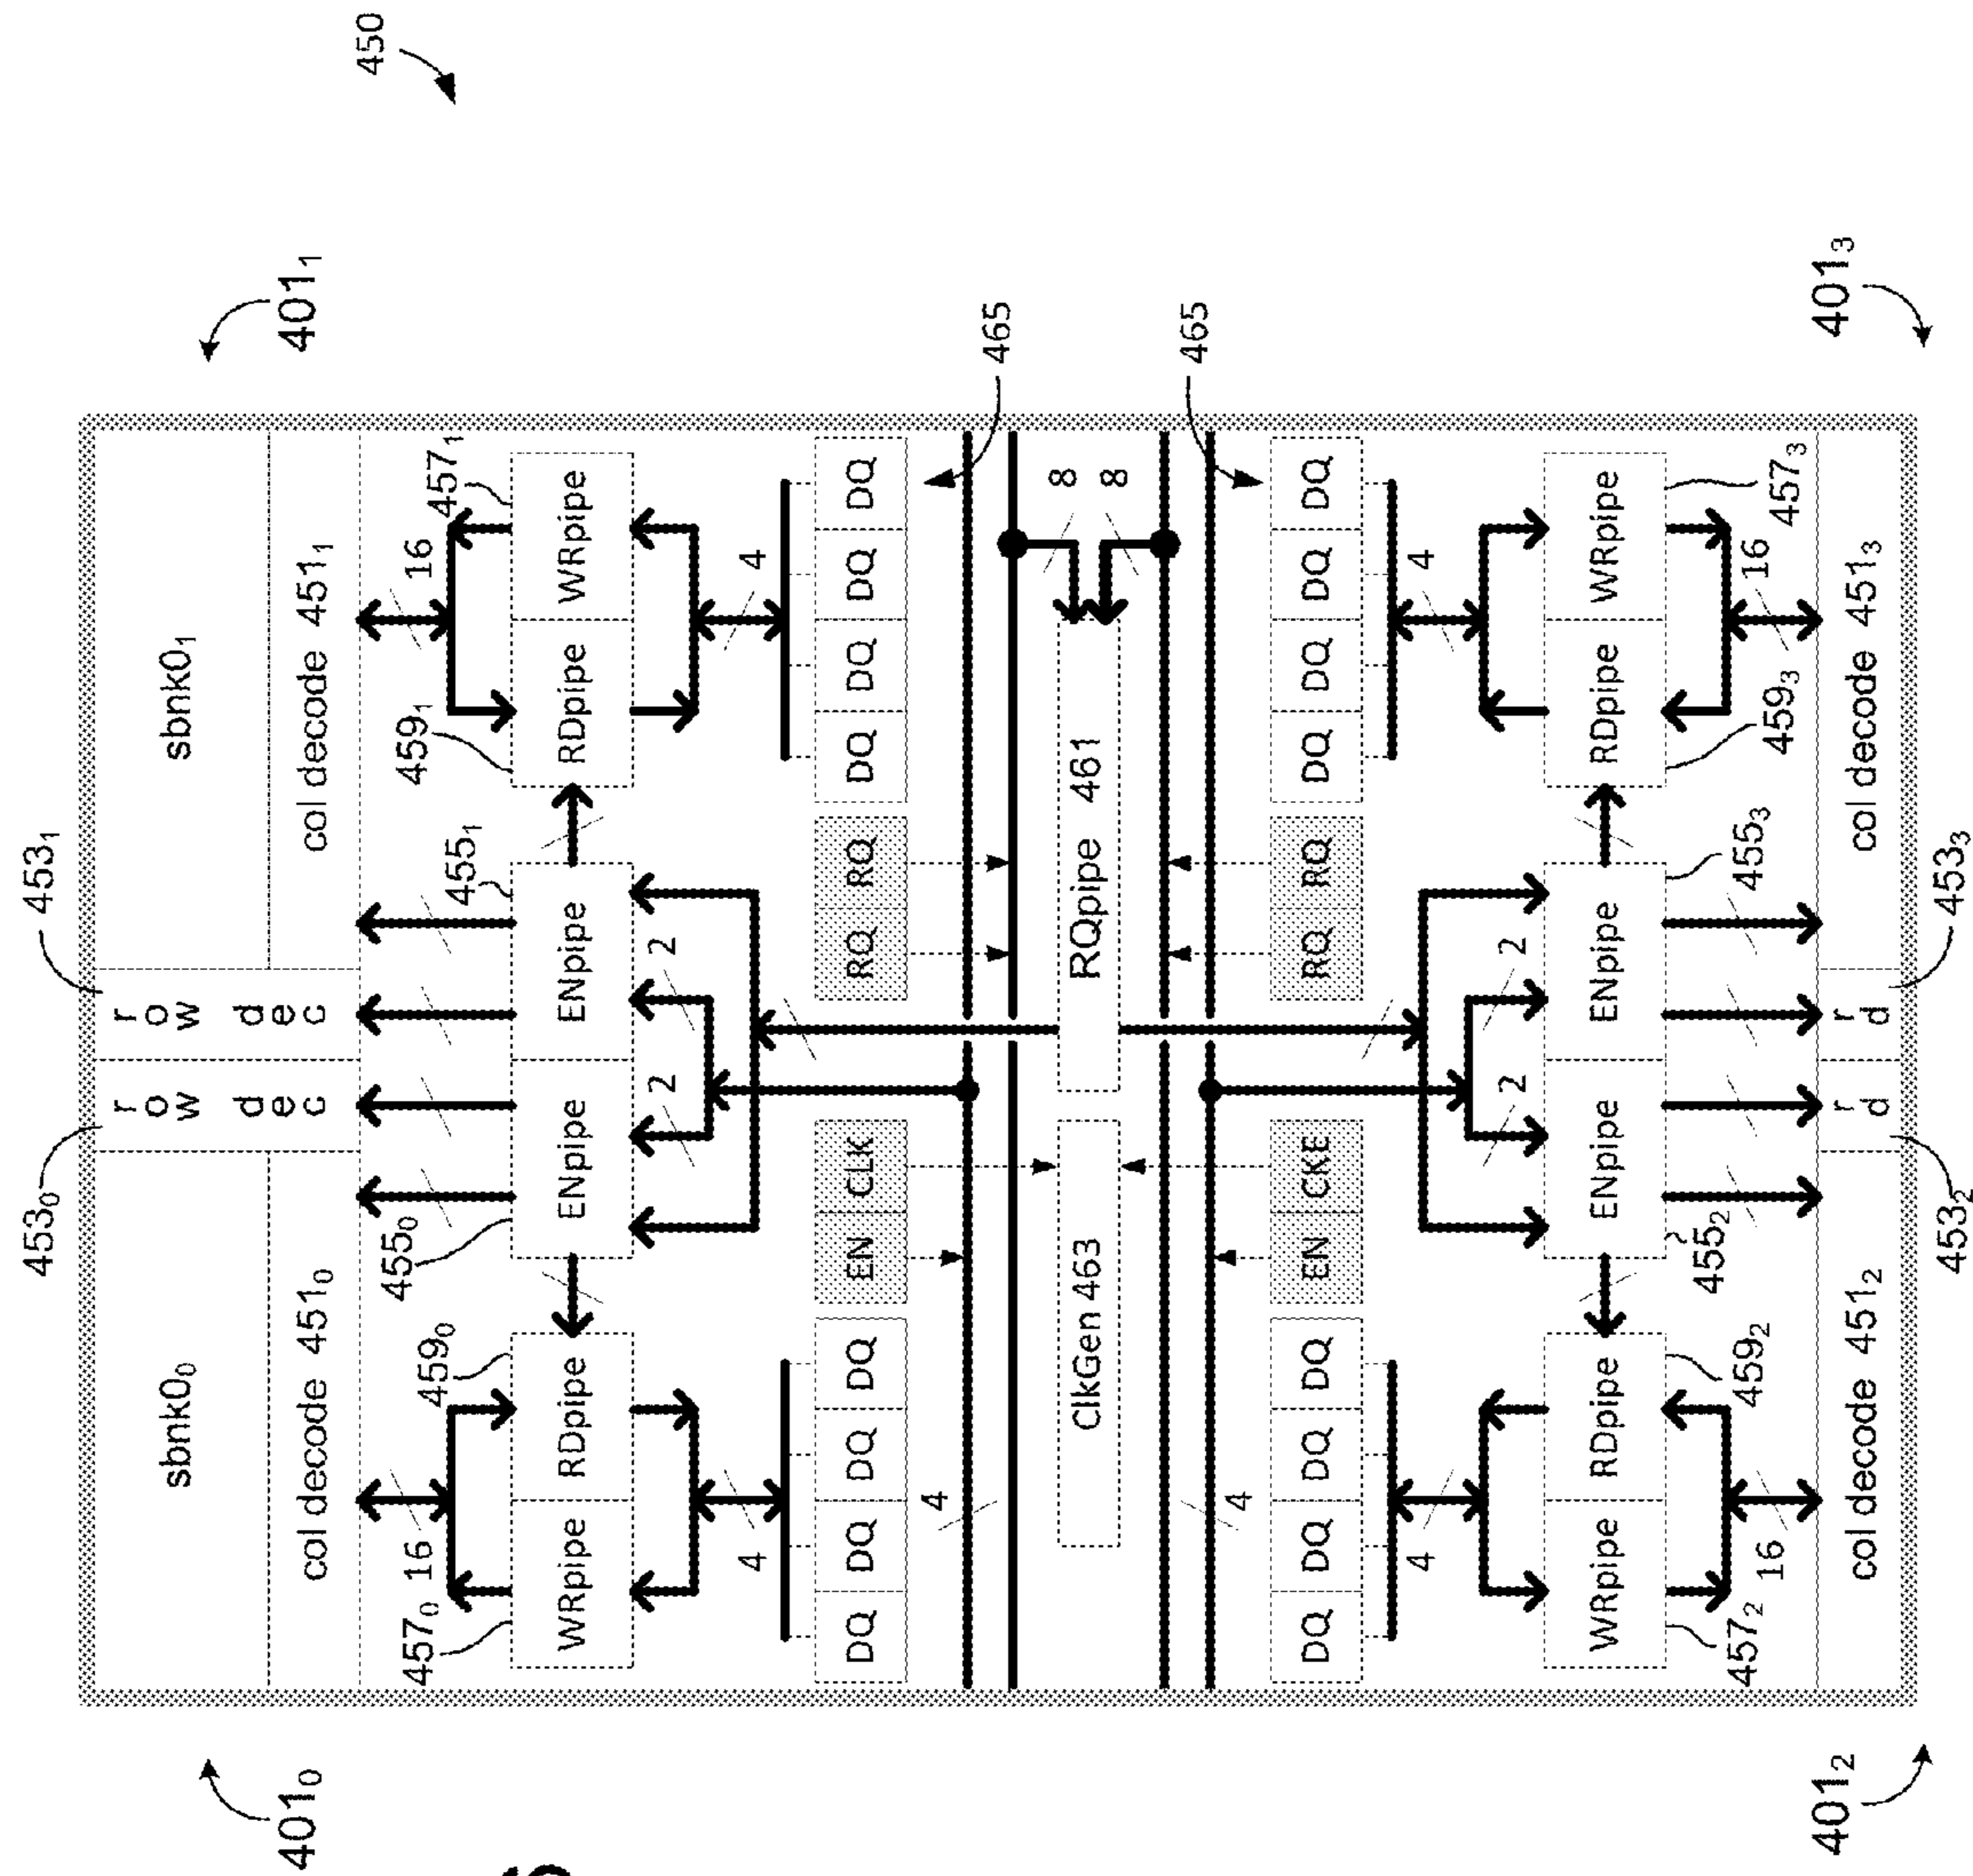 453₀ 453₁
sbnk0₀ row dec row dec sbnk0₁
401₀ col decode 451₀ col decode 451₁ 401₁
450
457₀ 16 459₀ 455₀ 455₁ 459₁ 16 457₁
WRpipe RDpipe ENpipe ENpipe RDpipe WRpipe
2 2
4 4
DQ DQ DQ DQ EN CLK RQ RQ DQ DQ DQ DQ
4 465
8
ClkGen 463 RQpipe 461
8
465
4
DQ DQ DQ DQ EN CKE RQ RQ DQ DQ DQ DQ
4 4
2 2
WRpipe RDpipe ENpipe ENpipe RDpipe WRpipe
457₂ 16 459₂ 455₂ 455₃ 459₃ 16 457₃
401₂ col decode 451₂ rd rd col decode 451₃ 401₃
453₂ 453₃